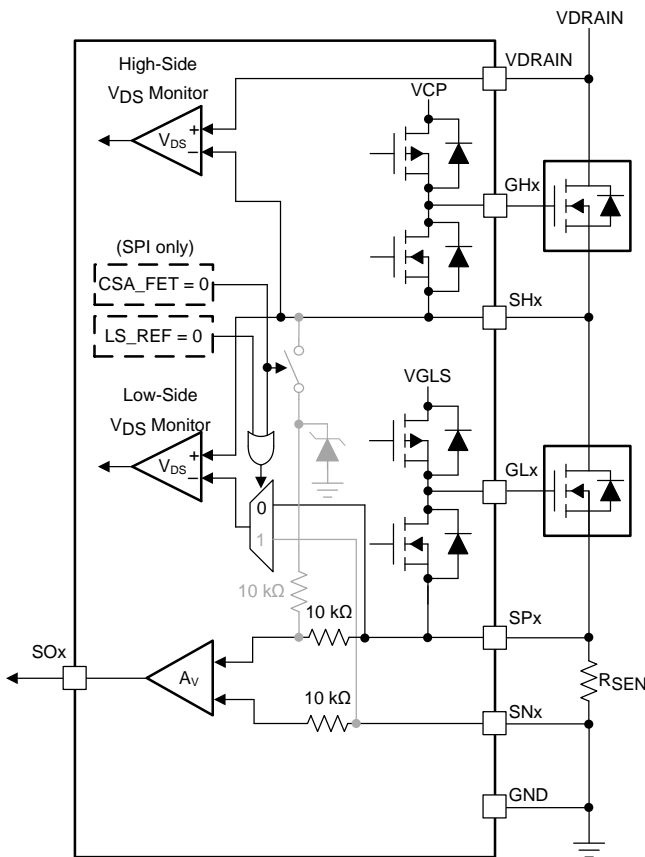 VDRAIN
High-Side
VDS Monitor
VDRAIN
VCP
+
VDS
−
GHx
(SPI only)
CSA_FET = 0
SHx
LS_REF = 0
VGLS
Low-Side
VDS Monitor
+
VDS
−
GLx
0
1
10 kΩ
10 kΩ
SPx
SOx
AV
RSEN
10 kΩ
SNx
GND